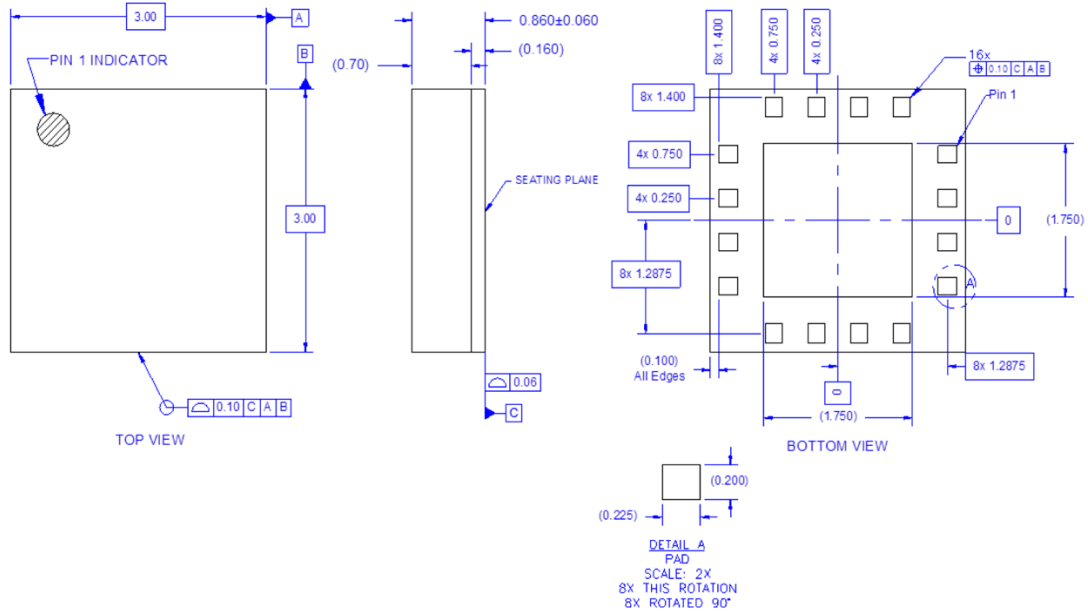 3.00
A
B
PIN 1 INDICATOR
3.00
0.10 C A B
TOP VIEW
0.860±0.060
(0.160)
(0.70)
SEATING PLANE
0.06
C
8x 1.400
4x 0.750
4x 0.250
16x
0.10 C A B
Pin 1
8x 1.400
4x 0.750
4x 0.250
0
(1.750)
8x 1.2875
A
(0.100)
All Edges
8x 1.2875
0
(1.750)
BOTTOM VIEW
(0.200)
(0.225)
DETAIL A
PAD
SCALE: 2X
8X THIS ROTATION
8X ROTATED 90°